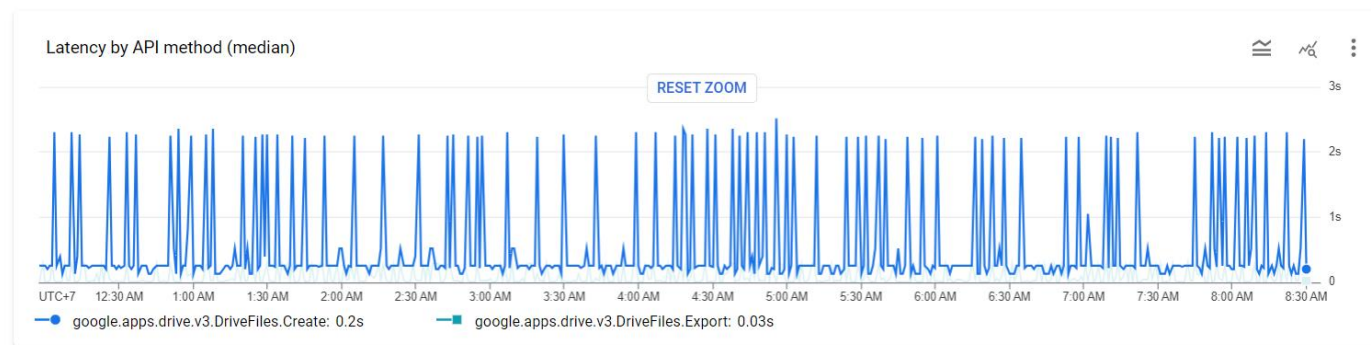 Latency by API method (median)
RESET ZOOM
3s
2s
1s
0
UTC+7 12:30 AM 1:00 AM 1:30 AM 2:00 AM 2:30 AM 3:00 AM 3:30 AM 4:00 AM 4:30 AM 5:00 AM 5:30 AM 6:00 AM 6:30 AM 7:00 AM 7:30 AM 8:00 AM 8:30 AM
google.apps.drive.v3.DriveFiles.Create: 0.2s google.apps.drive.v3.DriveFiles.Export: 0.03s